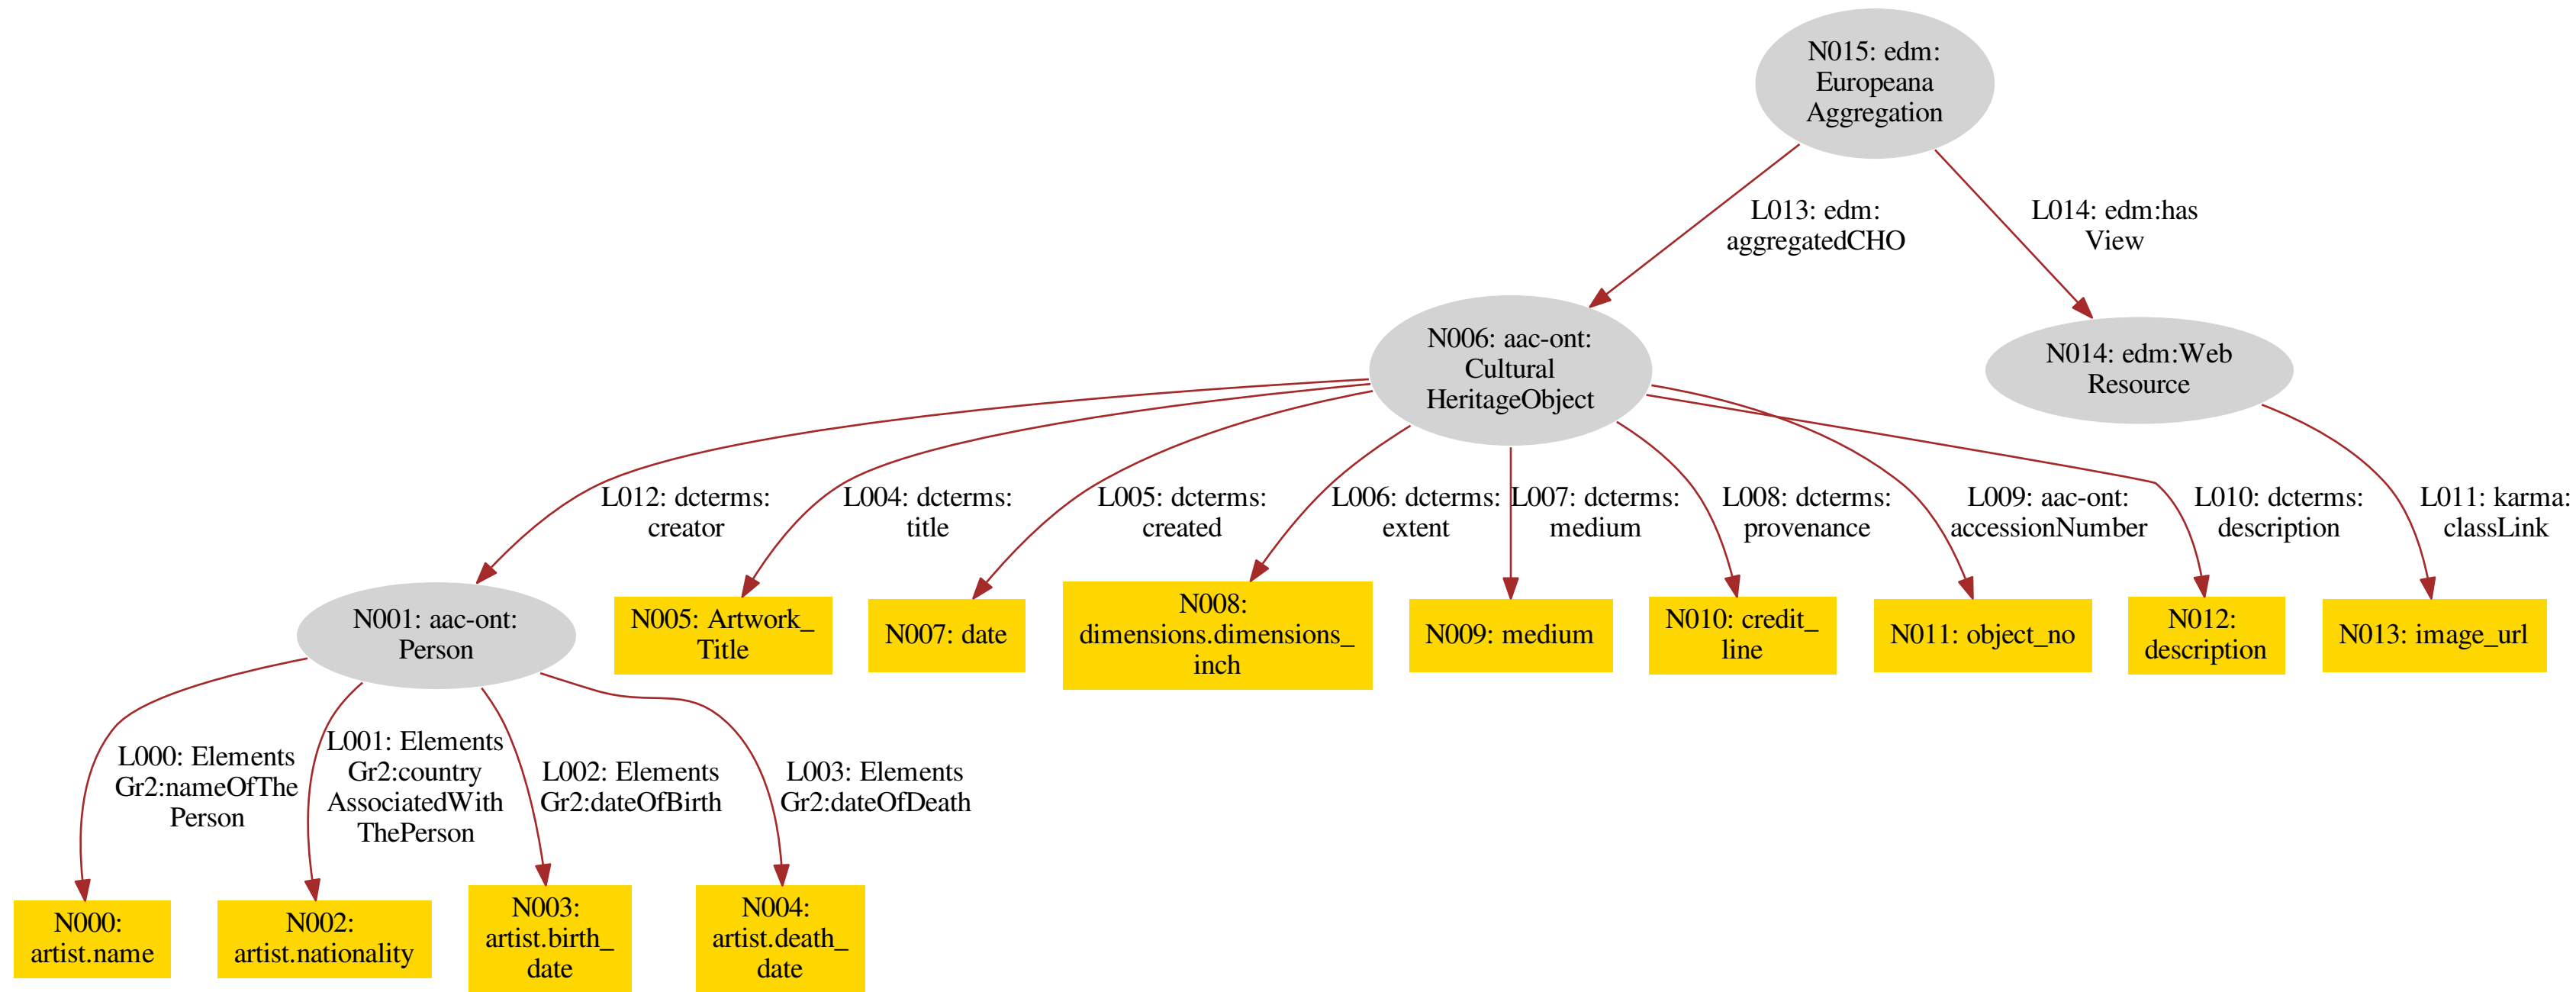 N015: edm:
Europeana
Aggregation
L013: edm:
aggregatedCHO
L014: edm:has
View
N006: aac-ont:
Cultural
HeritageObject
N014: edm:Web
Resource
L012: dcterms:
creator
L004: dcterms:
title
L005: dcterms:
created
L006: dcterms:
extent
L007: dcterms:
medium
L008: dcterms:
provenance
L009: aac-ont:
accessionNumber
L010: dcterms:
description
L011: karma:
classLink
N001: aac-ont:
Person
N005: Artwork_
Title
N007: date
N008:
dimensions.dimensions_
inch
N009: medium
N010: credit_
line
N011: object_no
N012:
description
N013: image_url
L000: Elements
Gr2:nameOfThe
Person
L001: Elements
Gr2:country
AssociatedWith
ThePerson
L002: Elements
Gr2:dateOfBirth
L003: Elements
Gr2:dateOfDeath
N000:
artist.name
N002:
artist.nationality
N003:
artist.birth_
date
N004:
artist.death_
date